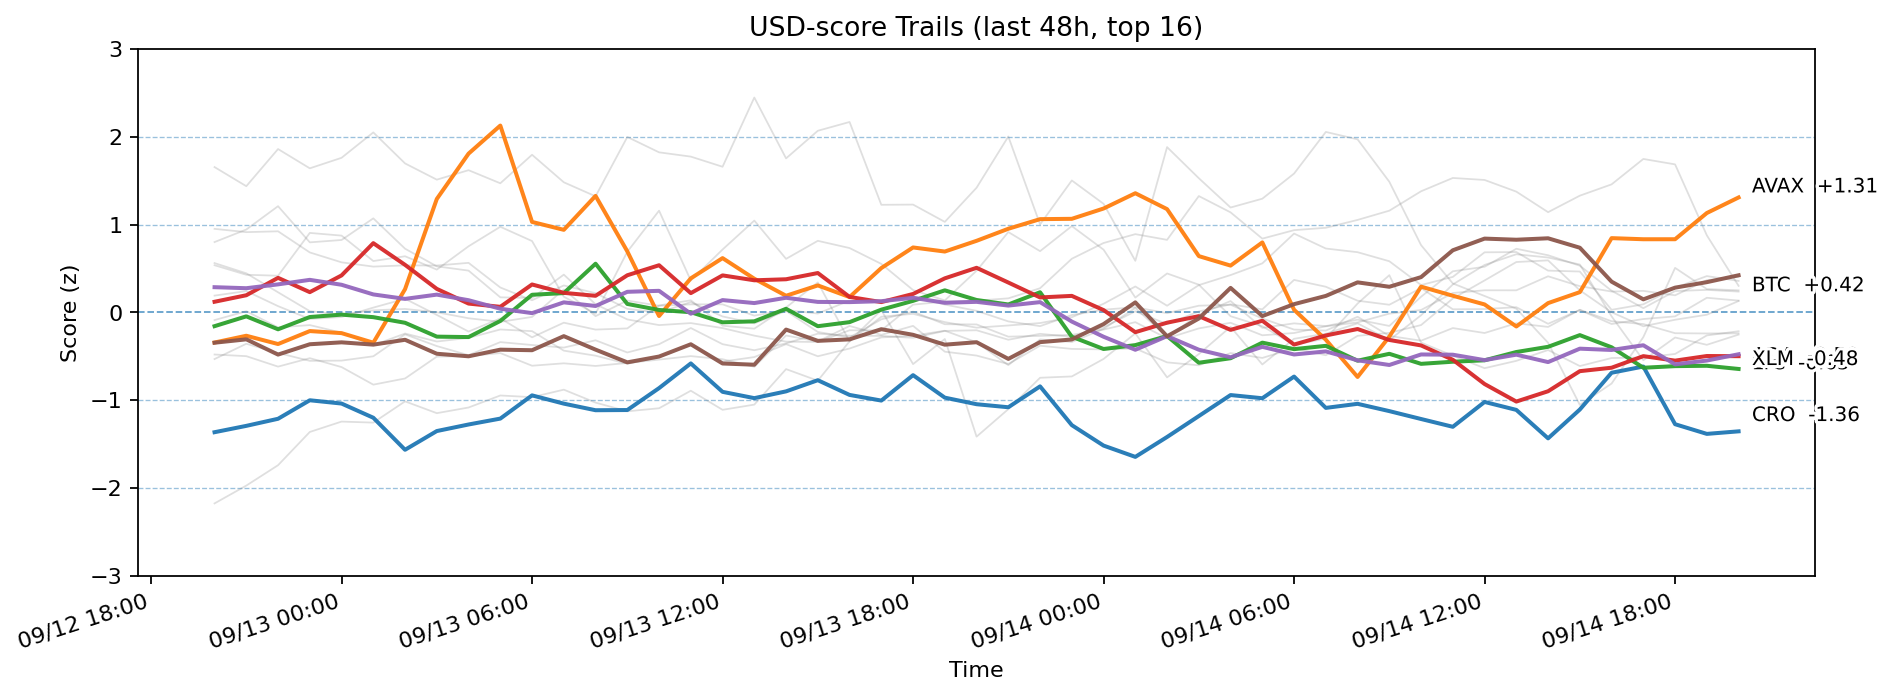 USD-score Trails (last 48h, top 16)
Score (z)
3
2
1
0
−1
−2
−3
AVAX +1.31
BTC +0.42
XLM -0.48
CRO -1.36
09/12 18:00
09/13 00:00
09/13 06:00
09/13 12:00
09/13 18:00
09/14 00:00
09/14 06:00
09/14 12:00
09/14 18:00
Time